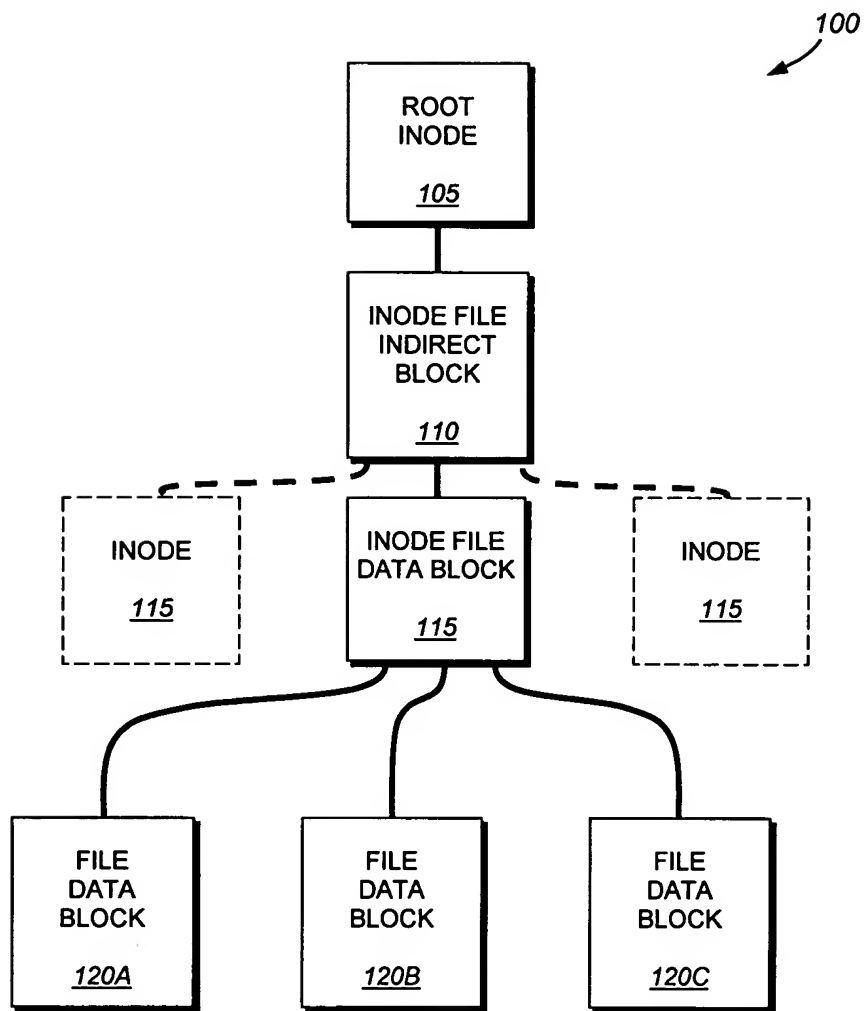 100
ROOT
INODE
105
INODE FILE
INDIRECT
BLOCK
110
INODE
115
INODE FILE
DATA BLOCK
115
INODE
115
FILE
DATA
BLOCK
120A
FILE
DATA
BLOCK
120B
FILE
DATA
BLOCK
120C